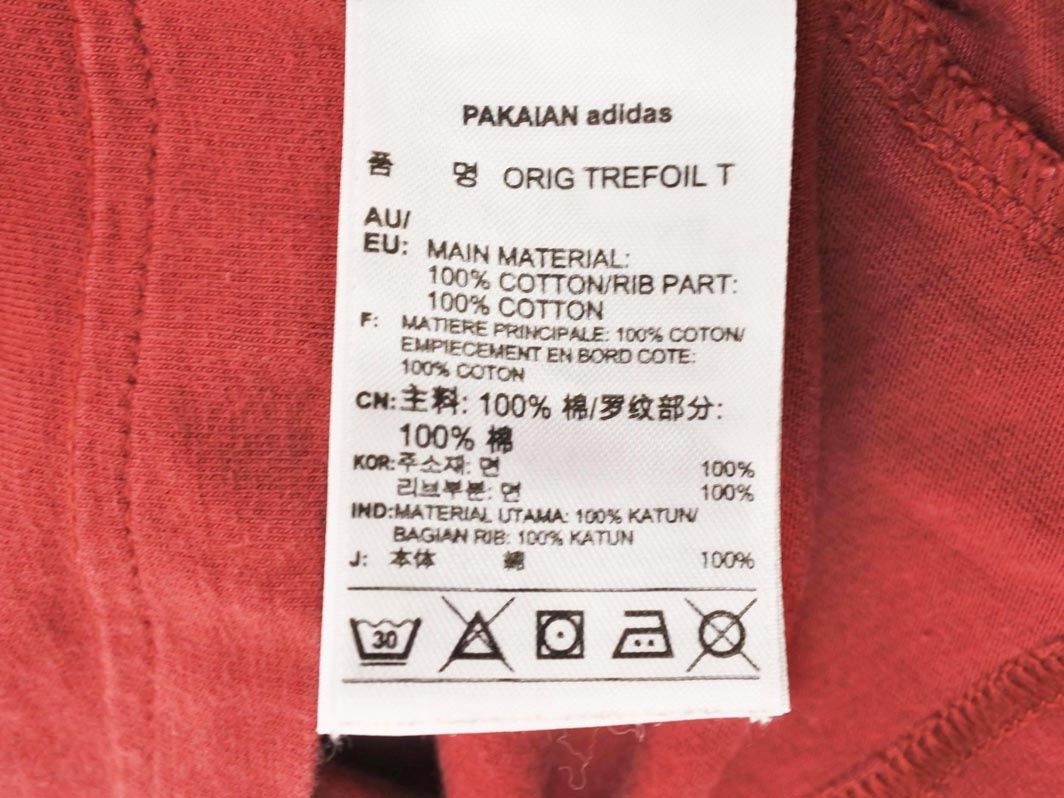 PAKAIAN adidas
품 명 ORIG TREFOIL T
AU/
EU: MAIN MATERIAL:
100% COTTON/RIB PART:
100% COTTON
F: MATIERE PRINCIPALE: 100% COTON/
EMPIECEMENT EN BORD COTE:
100% COTON
CN:主料: 100% 棉/罗纹部分:
100% 棉
KOR:주소재: 면 100%
리브부분: 면 100%
IND:MATERIAL UTAMA: 100% KATUN/
BAGIAN RIB: 100% KATUN
J: 本体 綿 100%
30